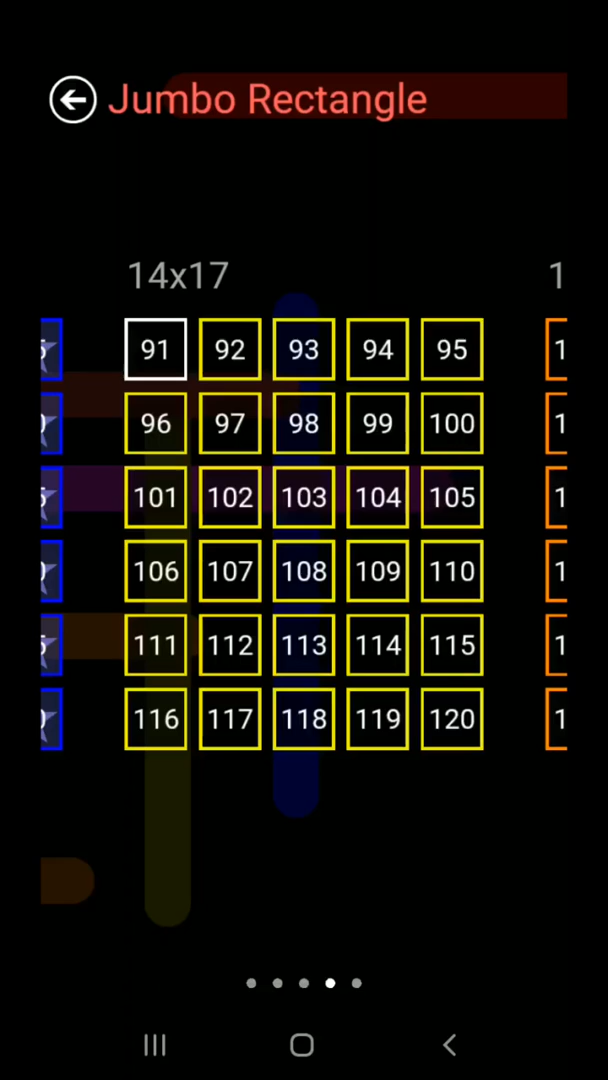 Jumbo Rectangle
14x17
91 92 93 94 95
96 97 98 99 100
101 102 103 104 105
106 107 108 109 110
111 112 113 114 115
116 117 118 119 120